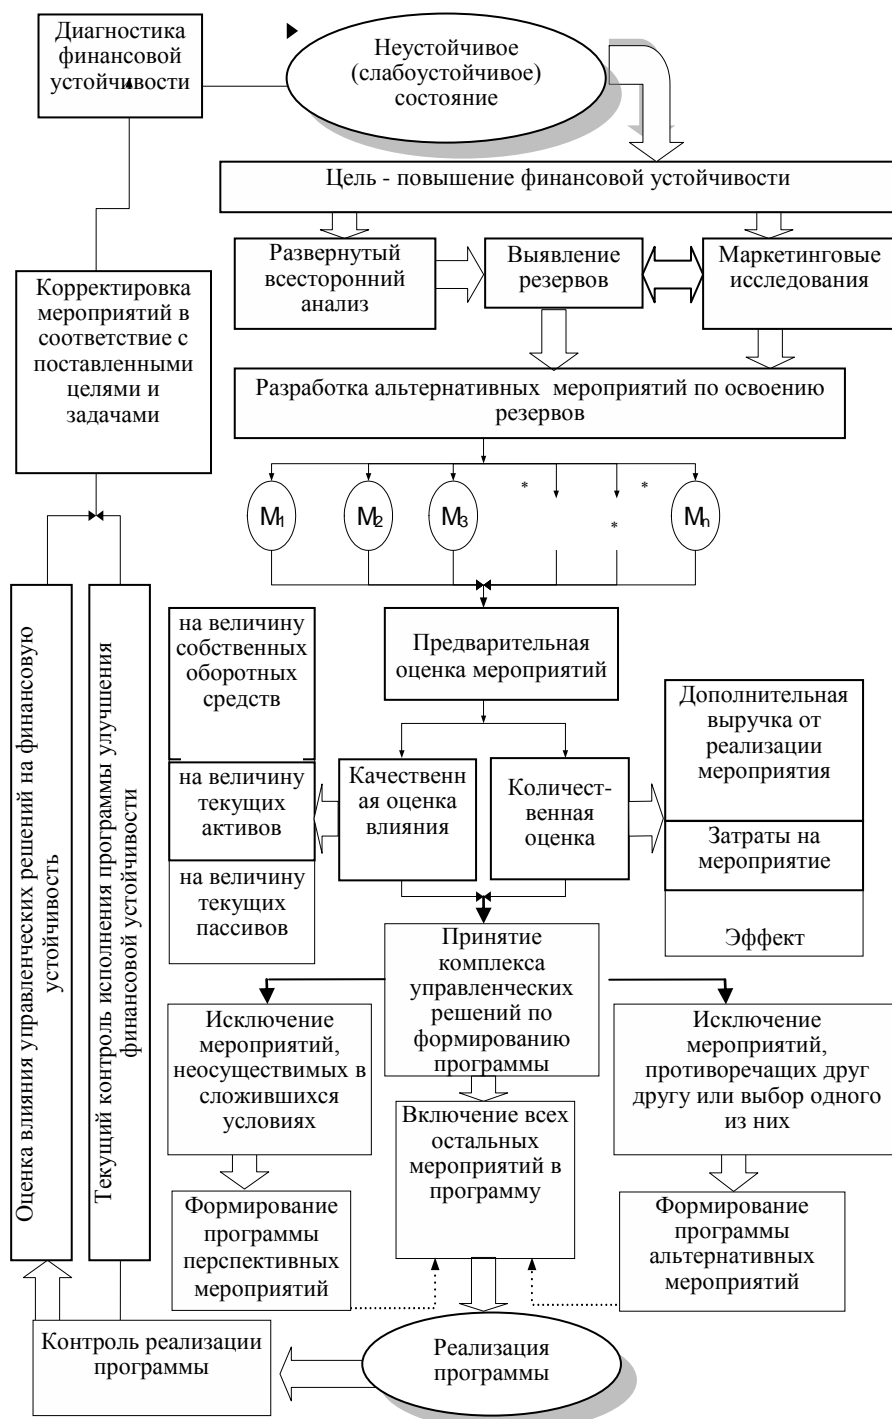 Диагностика
финансовой
устойчивости
Неустойчивое
(слабоустойчивое)
состояние
Цель - повышение финансовой устойчивости
Развернутый
всесторонний
анализ
Выявление
резервов
Маркетинговые
исследования
Корректировка
мероприятий в
соответствие с
поставленными
целями и
задачами
Разработка альтернативных мероприятий по освоению
резервов
М1
М2
М3
*
*
*
Мn
Оценка влияния управленческих решений на финансовую
устойчивость
Текущий контроль исполнения программы улучшения
финансовой устойчивости
на величину
собственных
оборотных
средств
на величину
текущих
активов
на величину
текущих
пассивов
Предварительная
оценка мероприятий
Качественн
ая оценка
влияния
Количест-
венная
оценка
Дополнительная
выручка от
реализации
мероприятия
Затраты на
мероприятие
Эффект
Принятие
комплекса
управленческих
решений по
формированию
программы
Исключение
мероприятий,
неосуществимых в
сложившихся
условиях
Включение всех
остальных
мероприятий в
программу
Исключение
мероприятий,
противоречащих друг
другу или выбор одного
из них
Формирование
программы
перспективных
мероприятий
Формирование
программы
альтернативных
мероприятий
Контроль реализации
программы
Реализация
программы